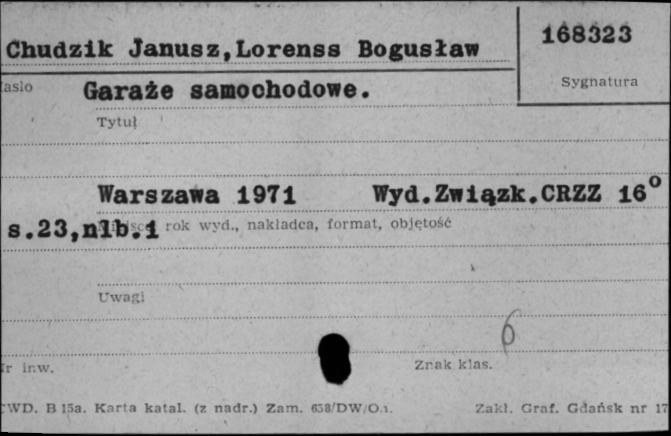 168323
Chudzik Janusz,Lorenss Bogusław
Sygnatura
Garaże samochodowe.
Tytuł
Warszawa 1971 Wyd.Związk.CRZZ 16°
s.23,nlb.1 rok wyd., nakładca, format, objętość
Uwagi
6
inw. Znak klas.
B 15a. Karta katal. (z nadr.) Zam. 658/DW/O.1. Zakł. Graf. Gdańsk nr 17